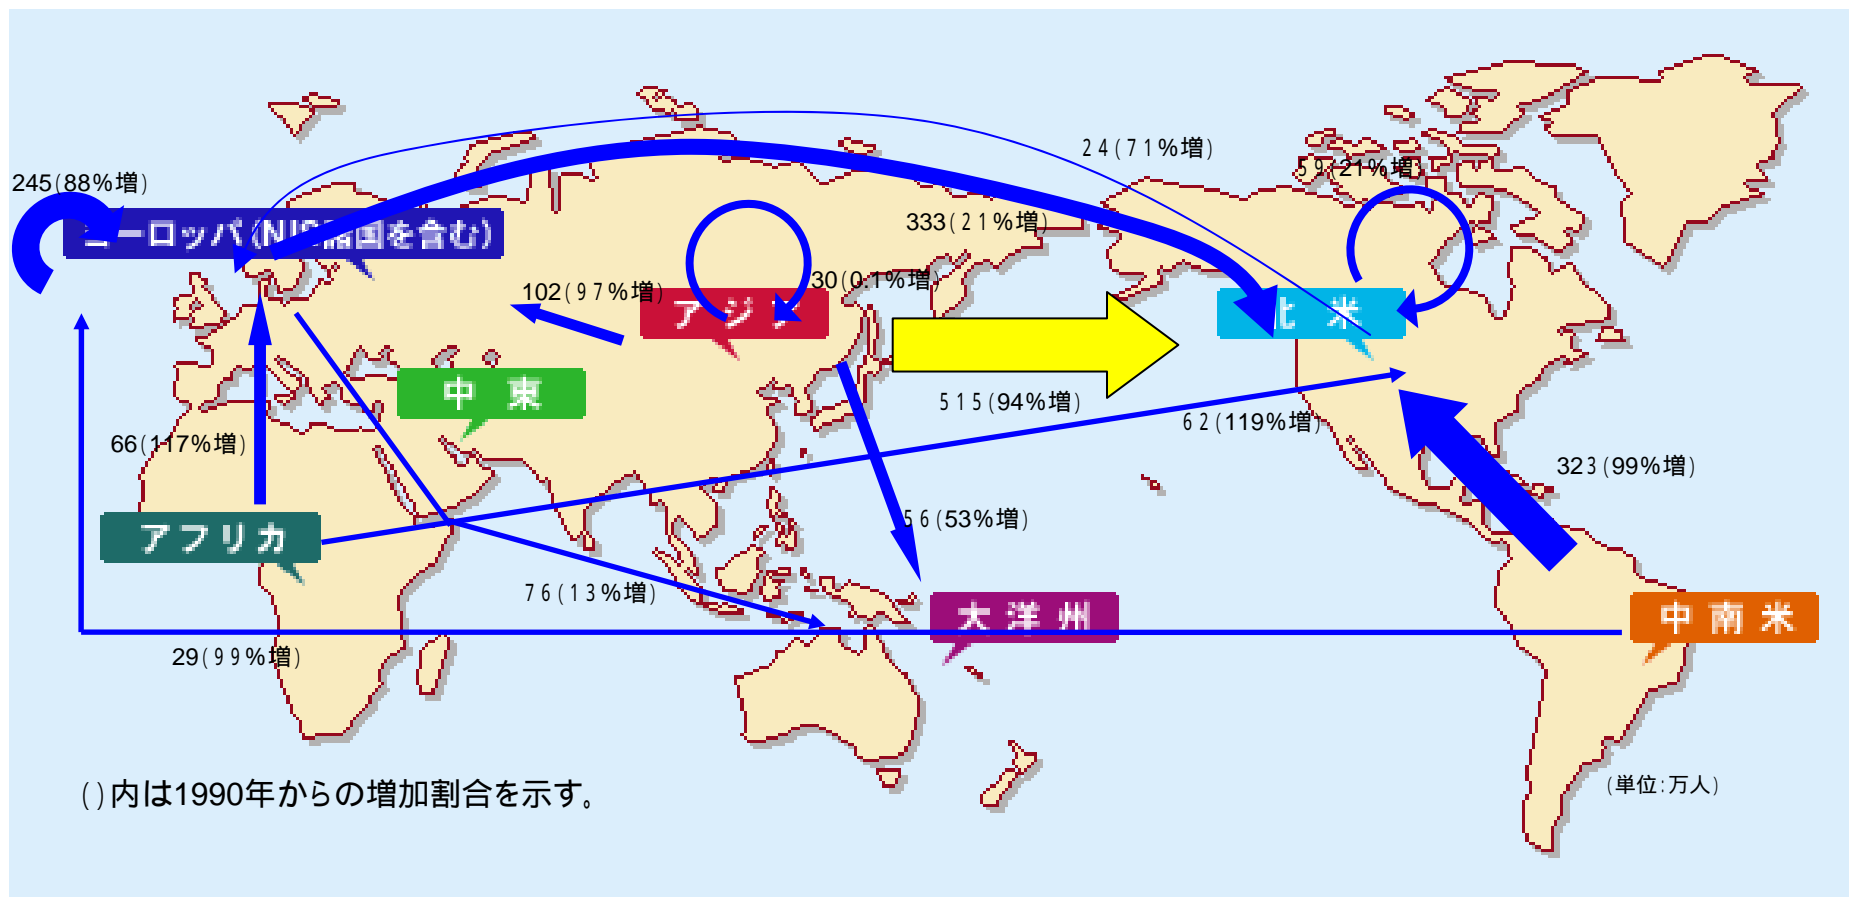 24(71%増)
59(21%増)
245(88%増)
333(21%増)
ヨーロッパ(NIS諸国を含む)
102(97%増)
30(0.1%増)
アジア
北米
中東
515(94%増)
62(119%増)
66(117%増)
323(99%増)
アフリカ
56(53%増)
76(13%増)
大洋州
中南米
29(99%増)
()内は1990年からの増加割合を示す。
(単位:万人)